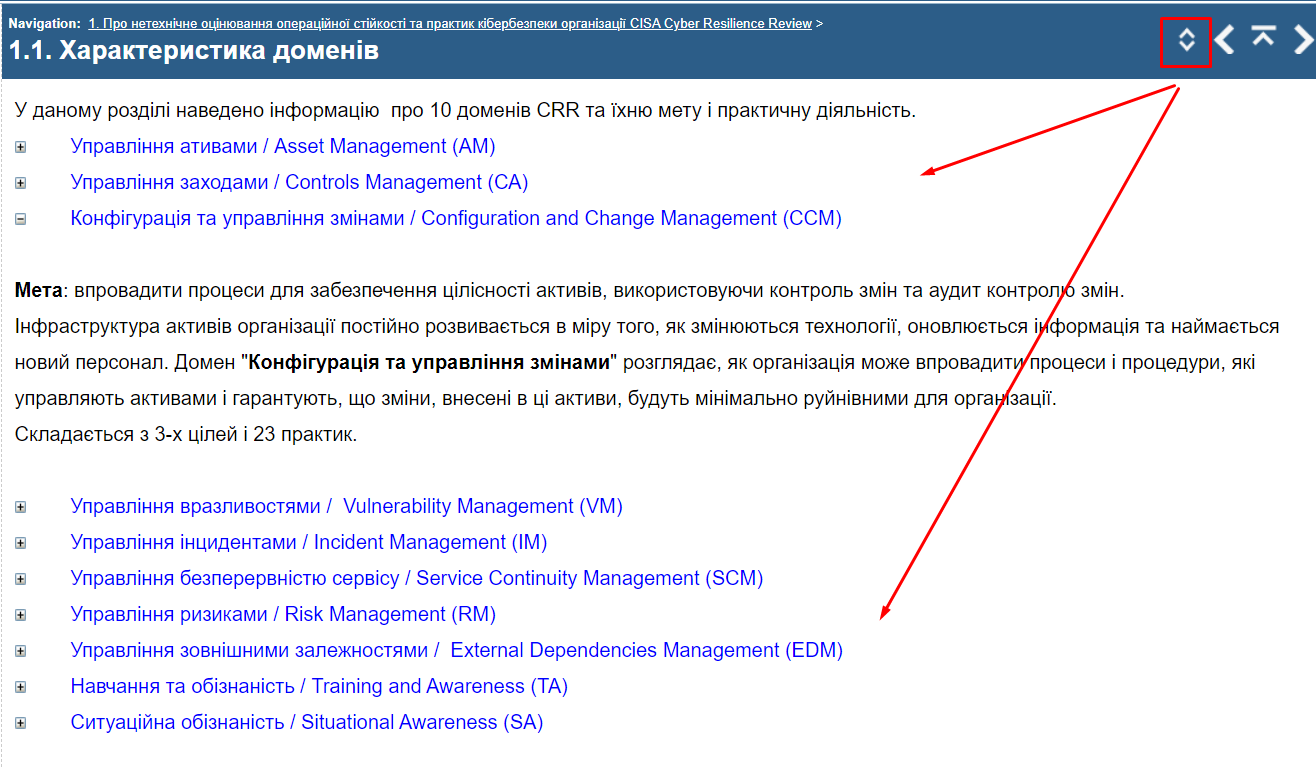 Navigation: 1. Про нетехнічне оцінювання операційної стійкості та практик кібербезпеки організації CISA Cyber Resilience Review >
1.1. Характеристика доменів
У даному розділі наведено інформацію про 10 доменів CRR та їхню мету і практичну діяльність.
Управління ативами / Asset Management (AM)
Управління заходами / Controls Management (CA)
Конфігурація та управління змінами / Configuration and Change Management (CCM)
Мета: впровадити процеси для забезпечення цілісності активів, використовуючи контроль змін та аудит контролю змін.
Інфраструктура активів організації постійно розвивається в міру того, як змінюються технології, оновлюється інформація та наймається
новий персонал. Домен "Конфігурація та управління змінами" розглядає, як організація може впровадити процеси і процедури, які
управляють активами і гарантують, що зміни, внесені в ці активи, будуть мінімально руйнівними для організації.
Складається з 3-х цілей і 23 практик.
Управління вразливостями / Vulnerability Management (VM)
Управління інцидентами / Incident Management (IM)
Управління безперервністю сервісу / Service Continuity Management (SCM)
Управління ризиками / Risk Management (RM)
Управління зовнішними залежностями / External Dependencies Management (EDM)
Навчання та обізнаність / Training and Awareness (TA)
Ситуаційна обізнаність / Situational Awareness (SA)